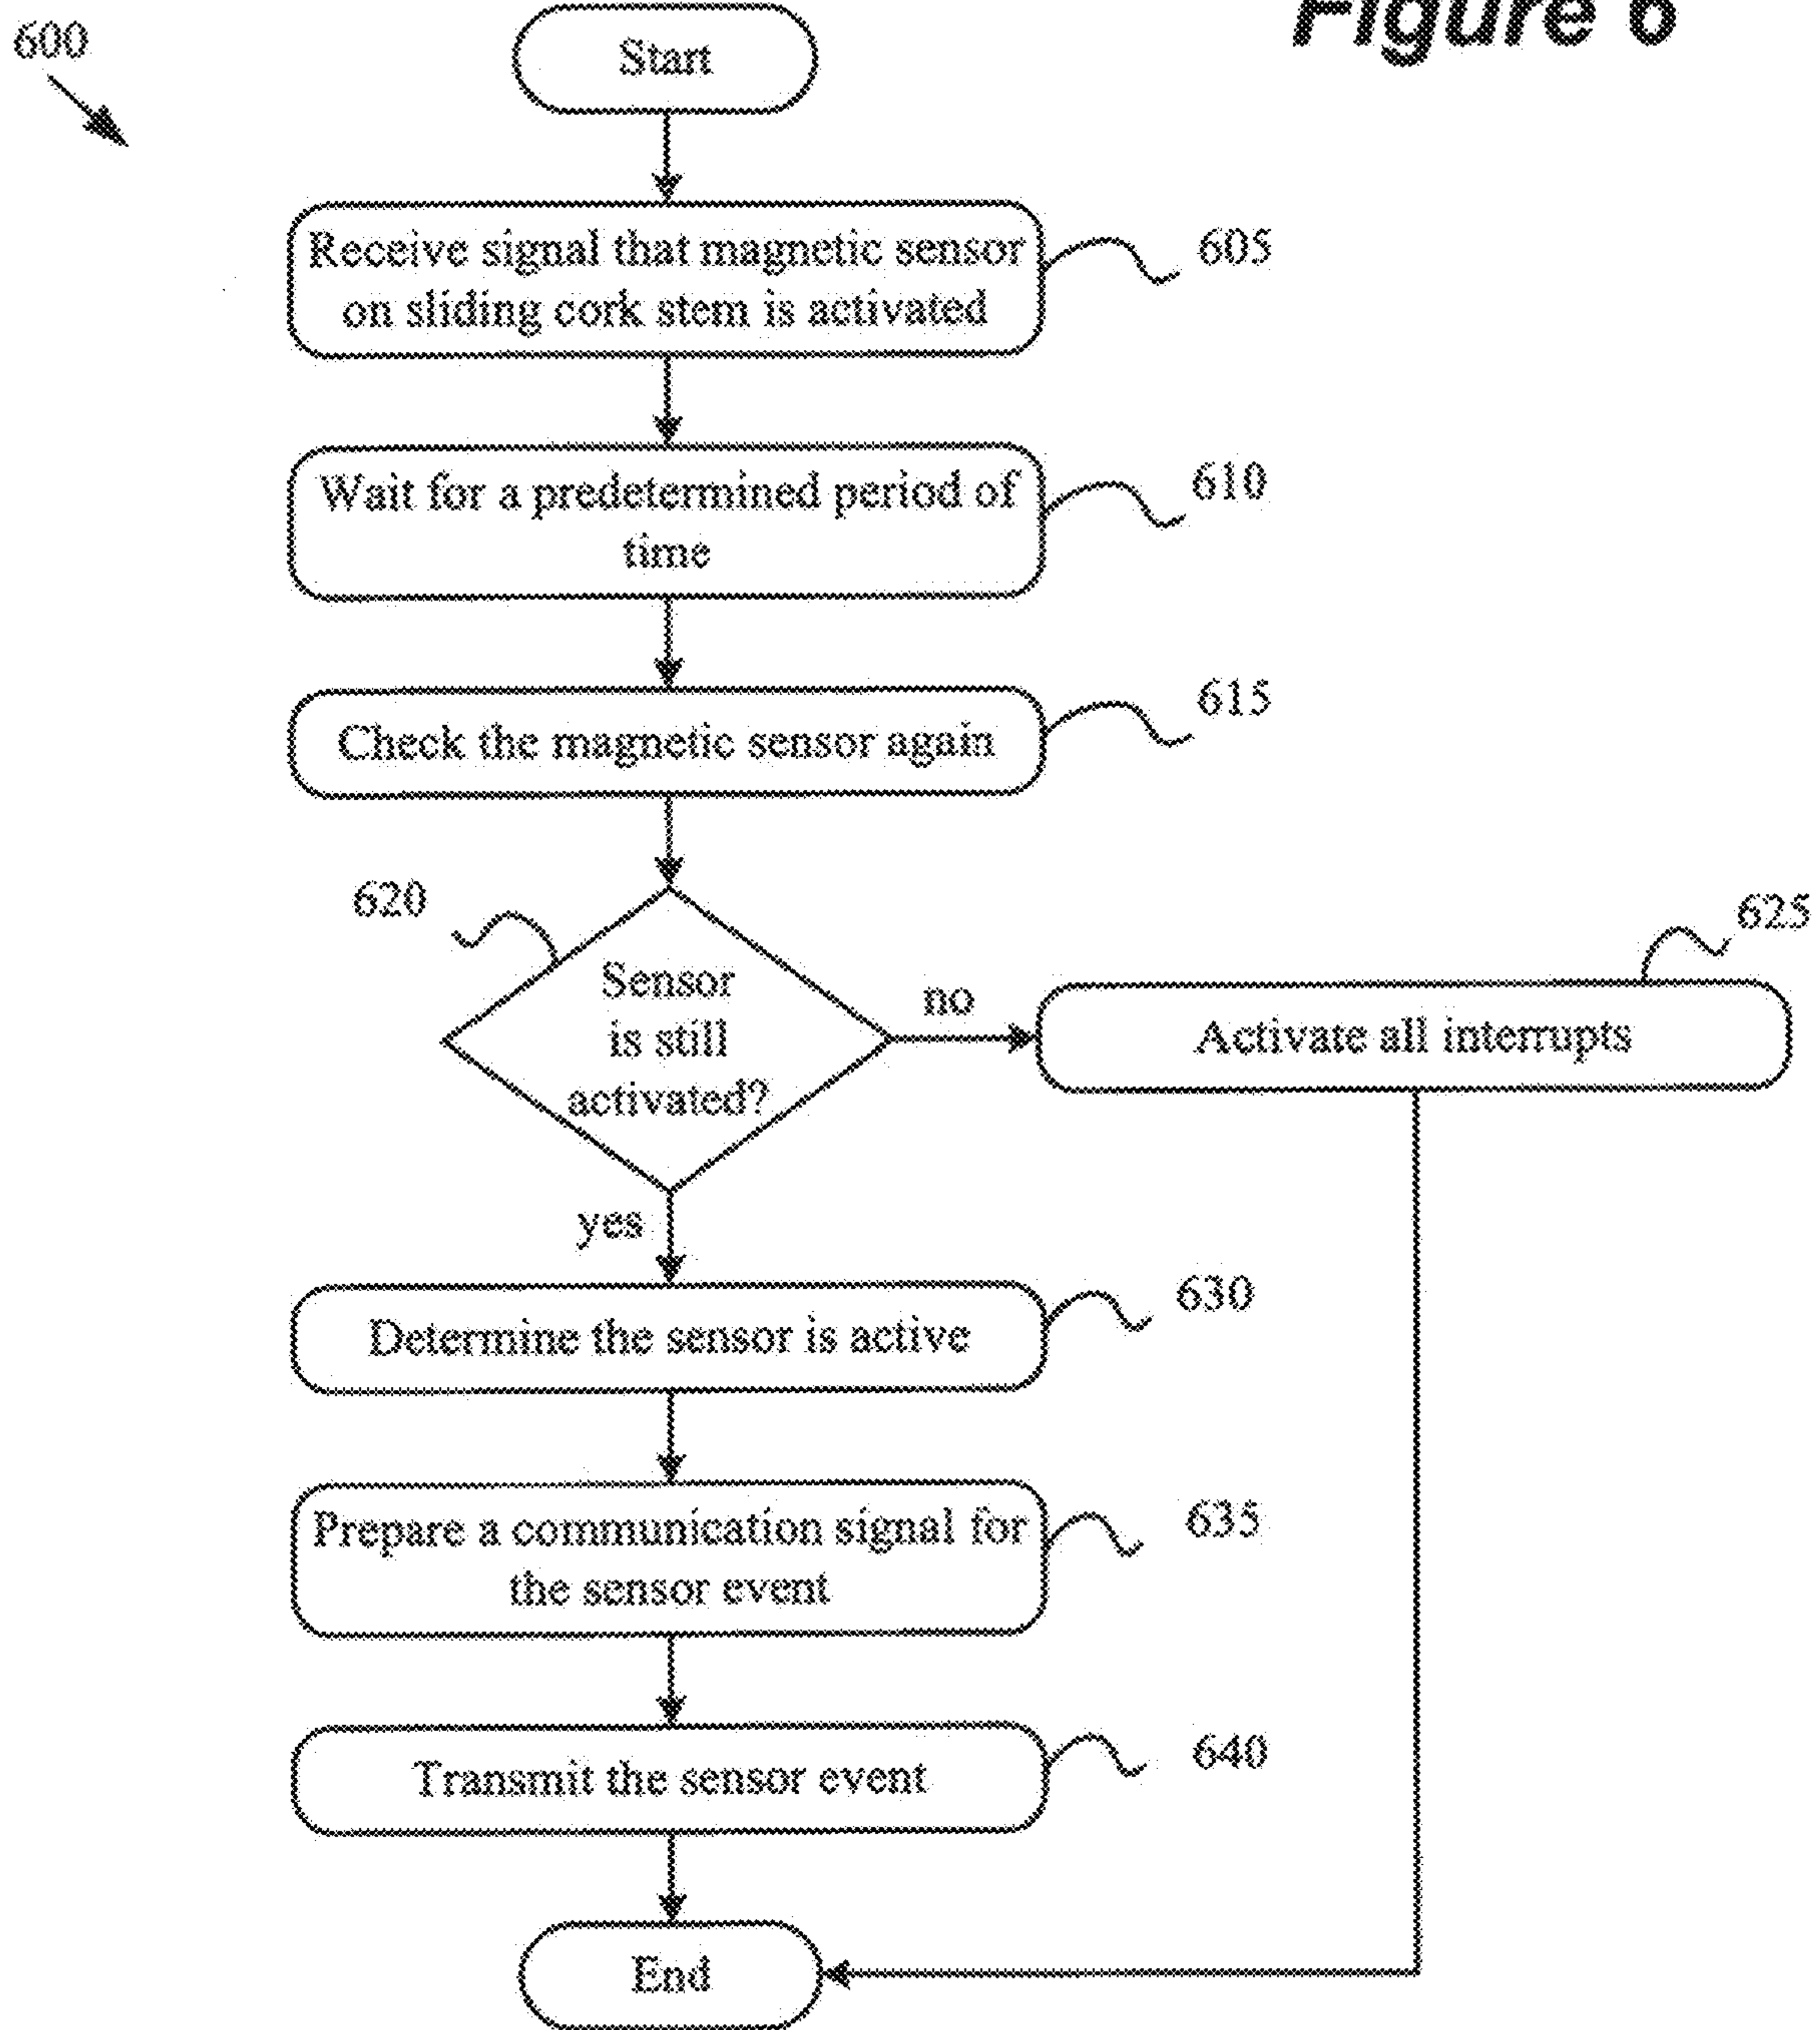 Figure 6
600
Start
Receive signal that magnetic sensor
on sliding cork stem is activated
605
Wait for a predetermined period of
time
610
Check the magnetic sensor again
615
620
Sensor
is still
activated?
no
625
Activate all interrupts
yes
Determine the sensor is active
630
Prepare a communication signal for
the sensor event
635
Transmit the sensor event
640
End